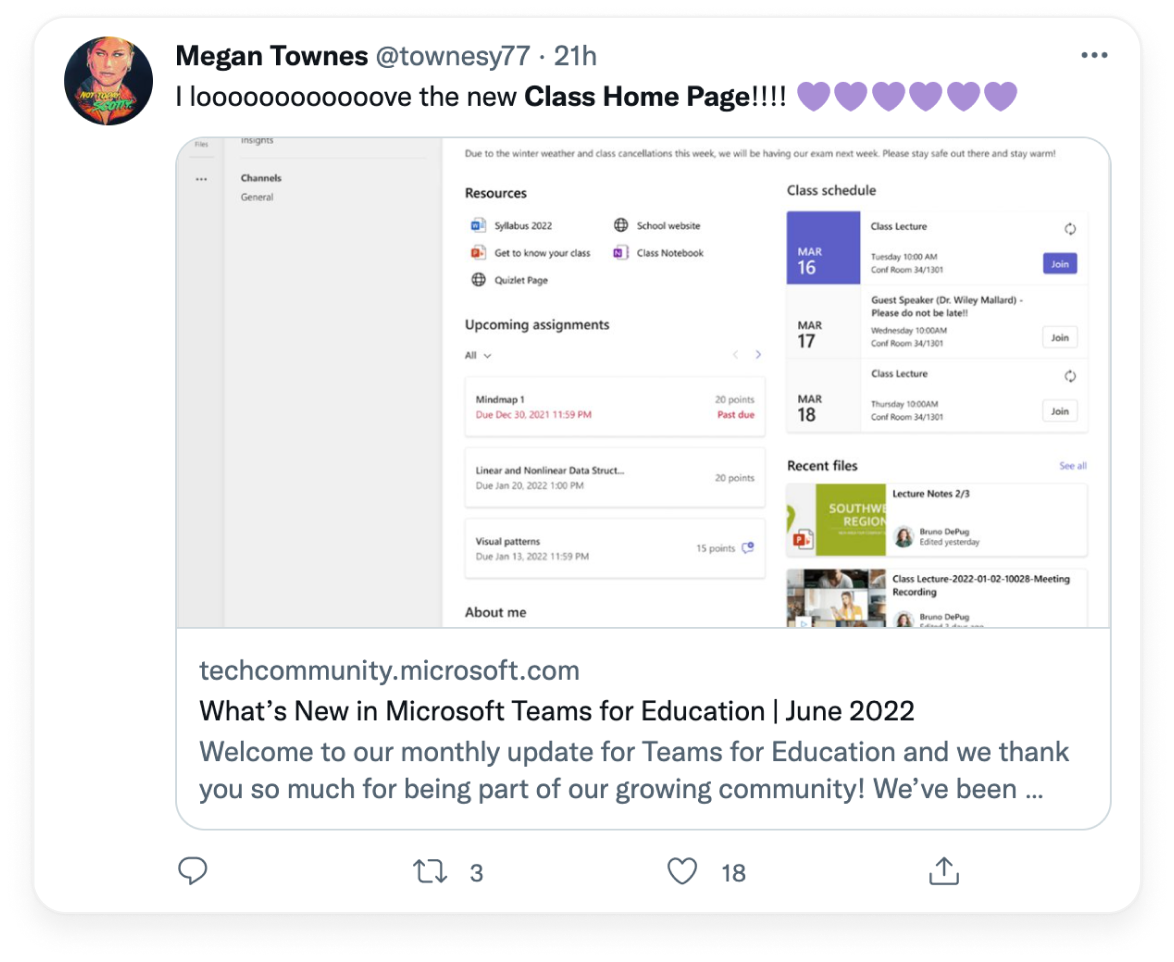 Megan Townes @townesy77 · 21h
I looooooooooooove the new Class Home Page!!!! 💜💜💜💜💜💜
NOT TODAY,
SCOTTY.
Files
Insights
Channels
General
Due to the winter weather and class cancellations this week, we will be having our exam next week. Please stay safe out there and stay warm!
Resources
Syllabus 2022
School website
Get to know your class
Class Notebook
Quizlet Page
Upcoming assignments
All
Mindmap 1
20 points
Due Dec 30, 2021 11:59 PM
Past due
Linear and Nonlinear Data Struct...
Due Jan 20, 2022 1:00 PM
20 points
Visual patterns
Due Jan 13, 2022 11:59 PM
15 points
About me
Class schedule
MAR
16
Class Lecture
Tuesday 10:00 AM
Conf Room 34/1301
Join
MAR
17
Guest Speaker (Dr. Wiley Mallard) -
Please do not be late!!
Wednesday 10:00AM
Conf Room 34/1301
Join
MAR
18
Class Lecture
Thursday 10:00AM
Conf Room 34/1301
Join
Recent files
See all
SOUTHWE
REGION
Lecture Notes 2/3
Bruno DePug
Edited yesterday
Class Lecture-2022-01-02-10028-Meeting
Recording
Bruno DePug
Edited 3 days ago
techcommunity.microsoft.com
What’s New in Microsoft Teams for Education | June 2022
Welcome to our monthly update for Teams for Education and we thank
you so much for being part of our growing community! We’ve been ...
3
18